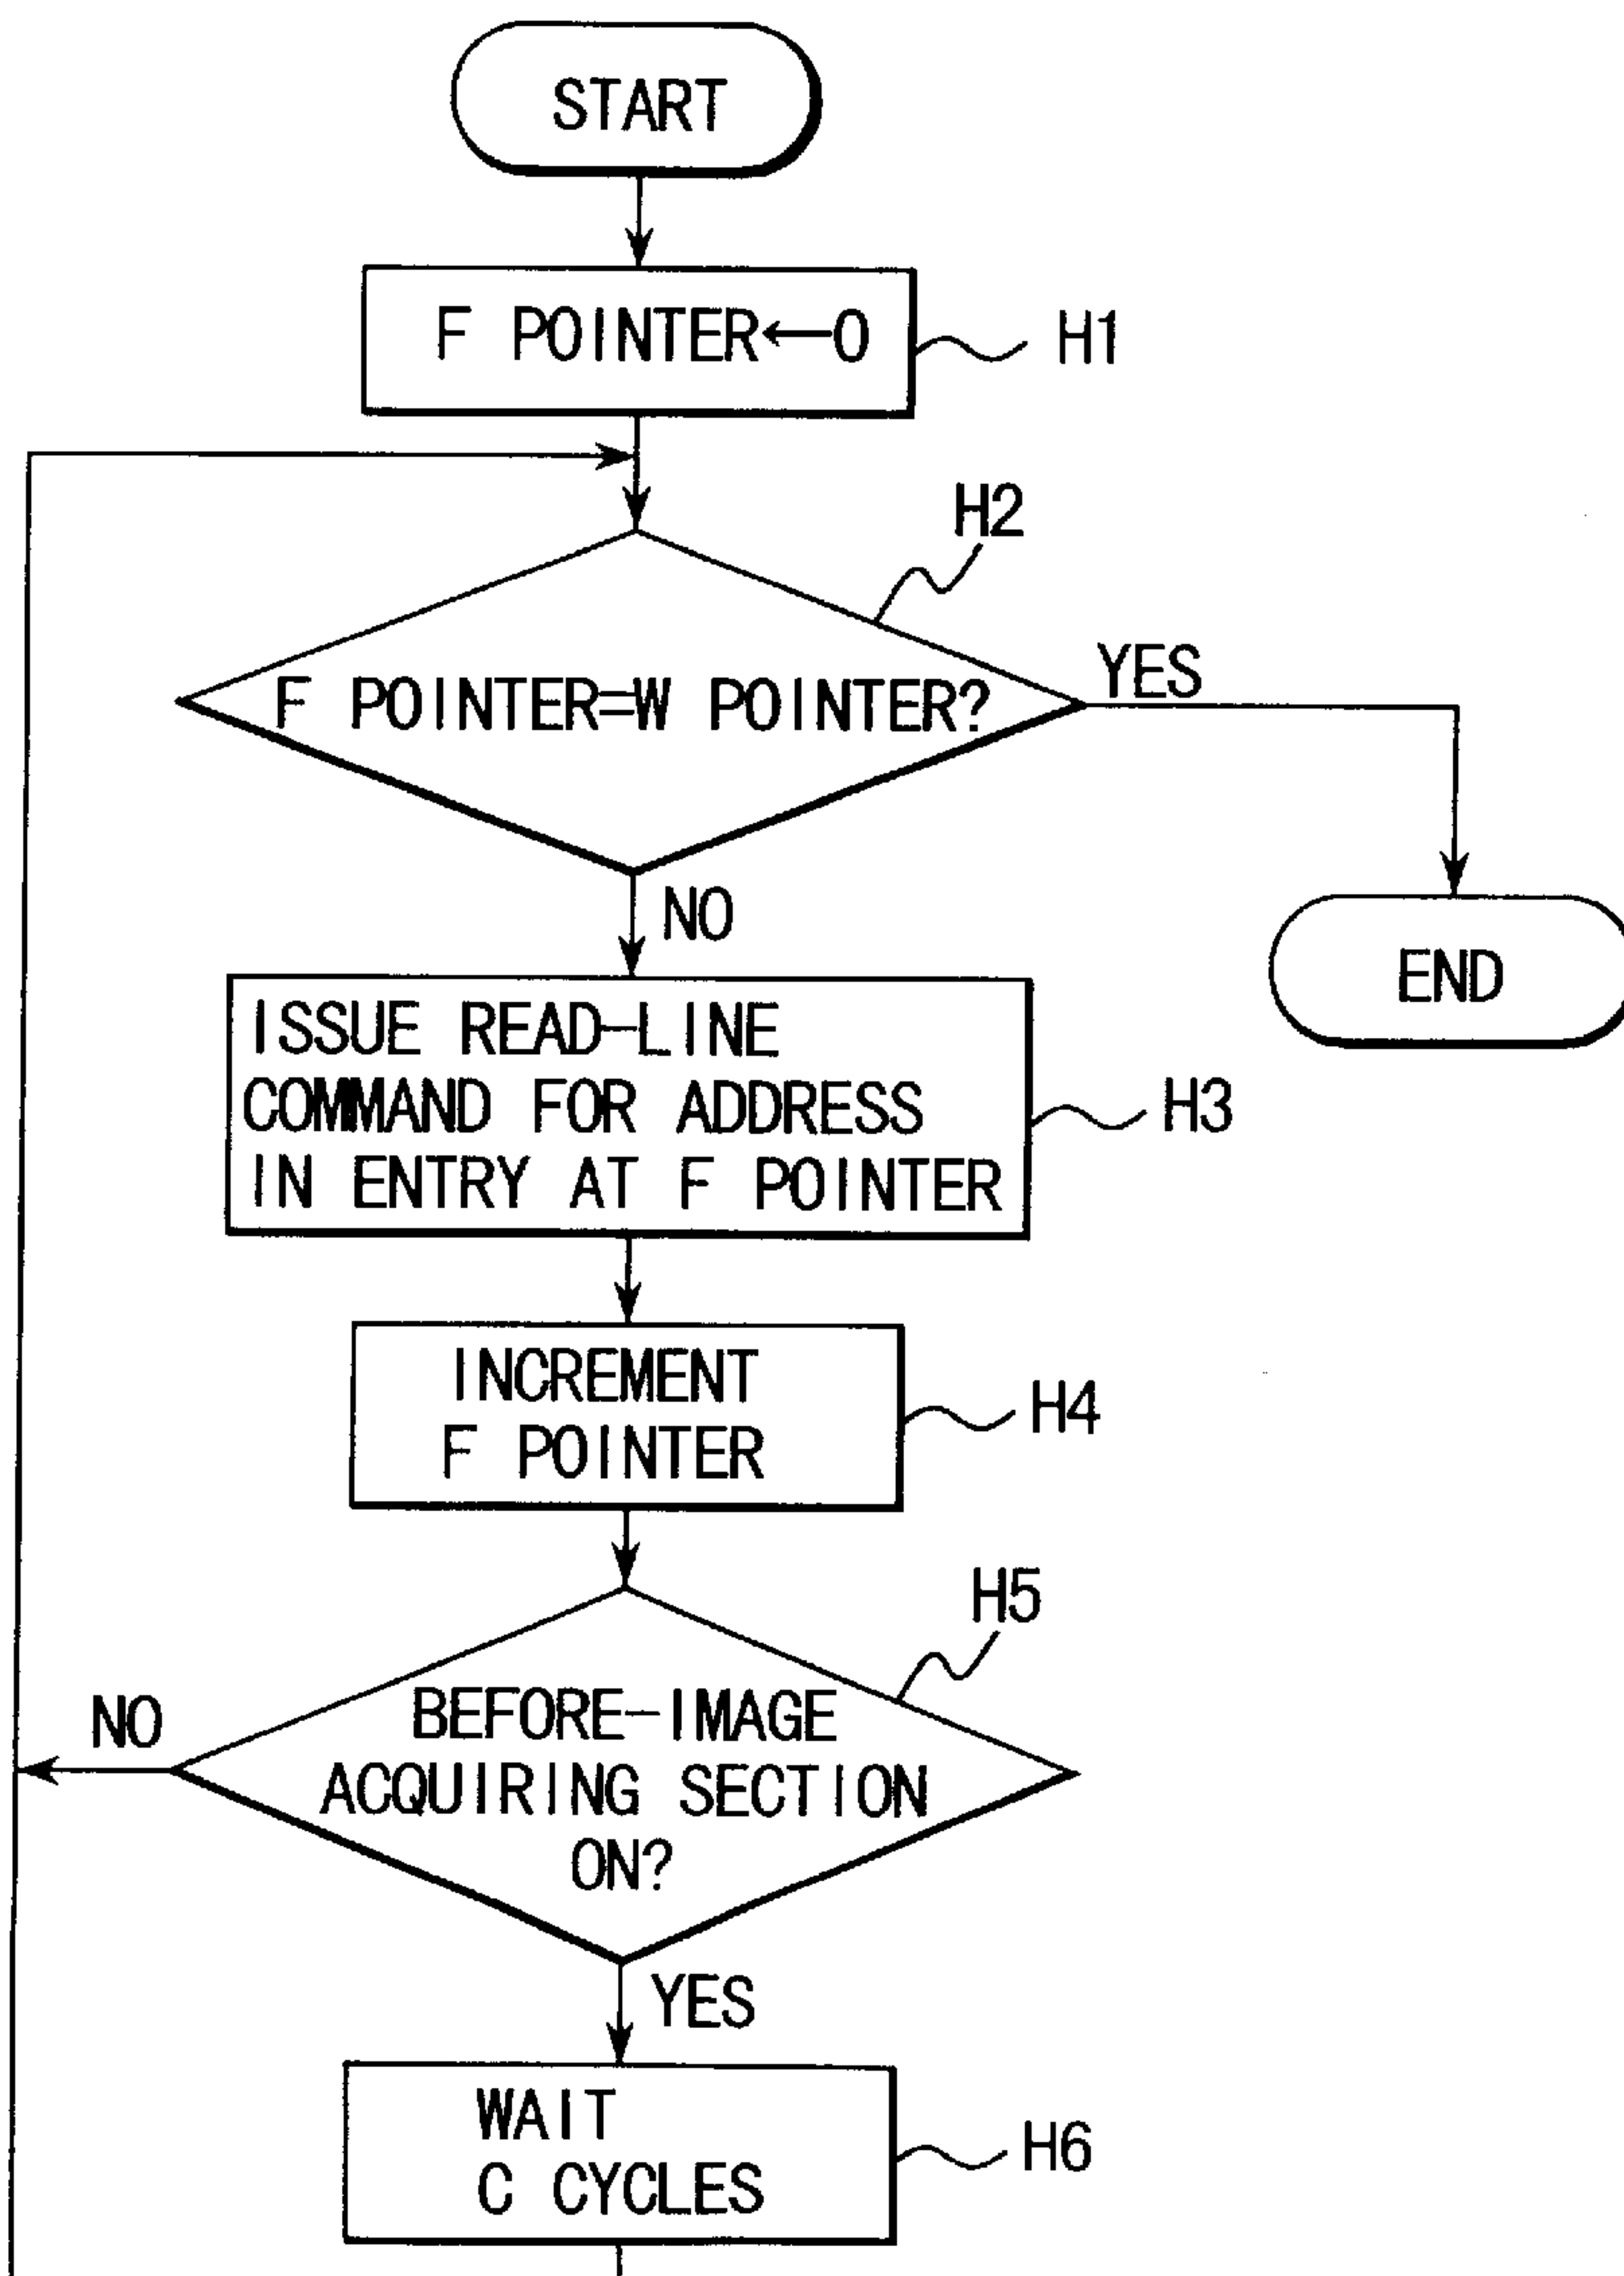 START
F POINTER←0
H1
H2
F POINTER=W POINTER?
YES
NO
END
ISSUE READ-LINE
COMMAND FOR ADDRESS
IN ENTRY AT F POINTER
H3
INCREMENT
F POINTER
H4
H5
BEFORE-IMAGE
ACQUIRING SECTION
ON?
NO
YES
WAIT
C CYCLES
H6